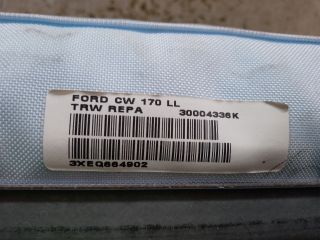 FORD CW 170 LL
TRW REPA 30004336K
3XEQ664902